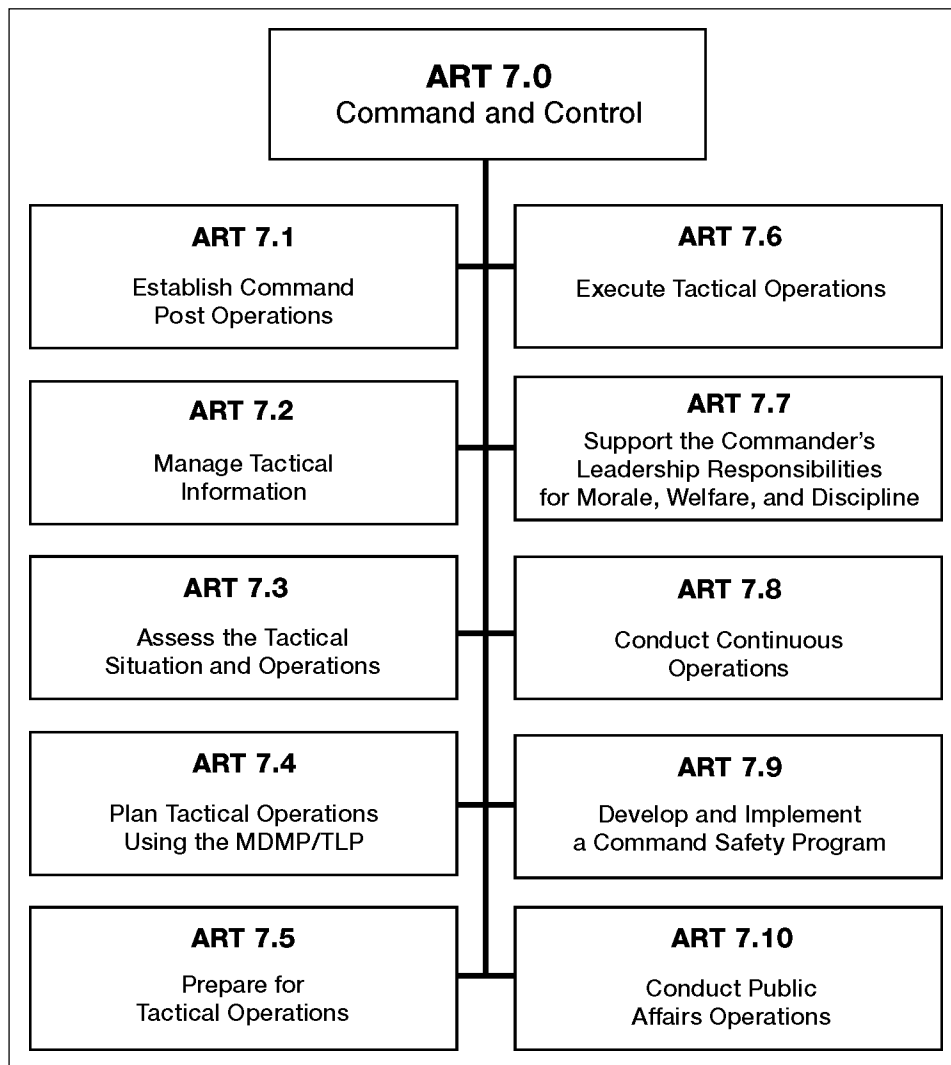 ART 7.0
Command and Control
ART 7.1
Establish Command
Post Operations
ART 7.2
Manage Tactical
Information
ART 7.3
Assess the Tactical
Situation and Operations
ART 7.4
Plan Tactical Operations
Using the MDMP/TLP
ART 7.5
Prepare for
Tactical Operations
ART 7.6
Execute Tactical Operations
ART 7.7
Support the Commander’s
Leadership Responsibilities
for Morale, Welfare, and Discipline
ART 7.8
Conduct Continuous
Operations
ART 7.9
Develop and Implement
a Command Safety Program
ART 7.10
Conduct Public
Affairs Operations